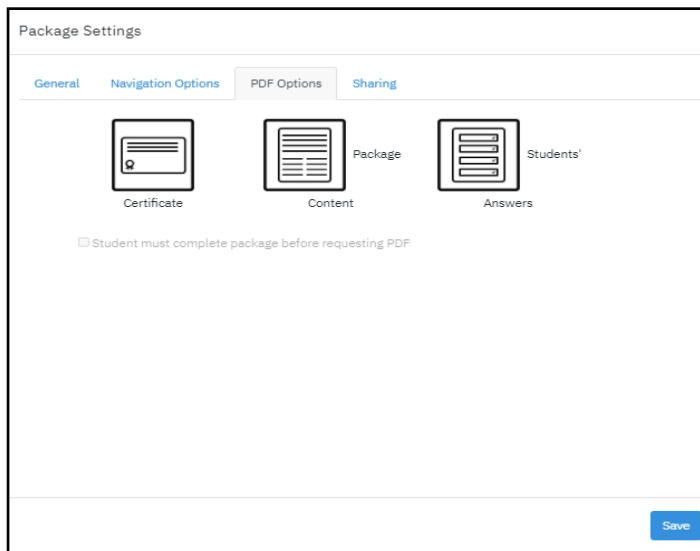 Package Settings
General Navigation Options PDF Options Sharing
Package Students'
Certificate Content Answers
Student must complete package before requesting PDF
Save